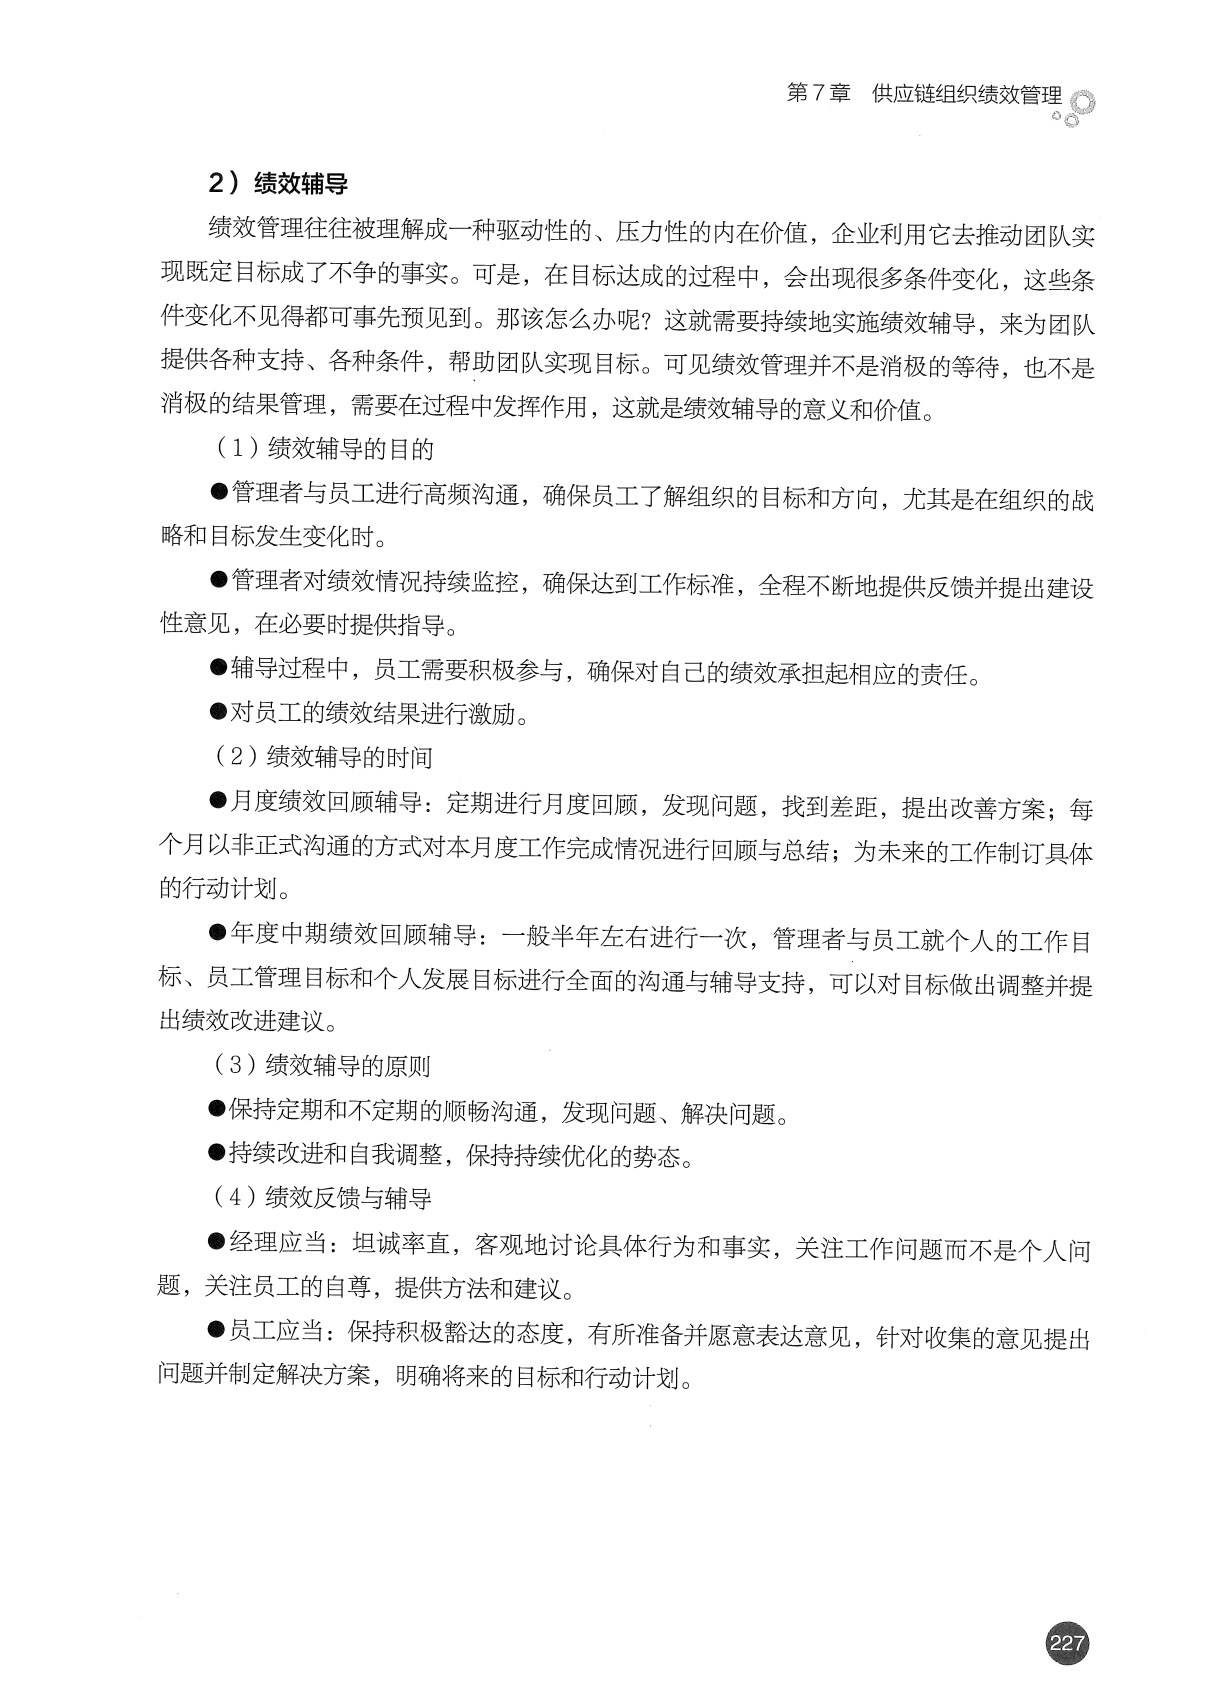 第7章　供应链组织绩效管理
2）绩效辅导
绩效管理往往被理解成一种驱动性的、压力性的内在价值，企业利用它去推动团队实
现既定目标成了不争的事实。可是，在目标达成的过程中，会出现很多条件变化，这些条
件变化不见得都可事先预见到。那该怎么办呢？这就需要持续地实施绩效辅导，来为团队
提供各种支持、各种条件，帮助团队实现目标。可见绩效管理并不是消极的等待，也不是
消极的结果管理，需要在过程中发挥作用，这就是绩效辅导的意义和价值。
（1）绩效辅导的目的
●管理者与员工进行高频沟通，确保员工了解组织的目标和方向，尤其是在组织的战
略和目标发生变化时。
●管理者对绩效情况持续监控，确保达到工作标准，全程不断地提供反馈并提出建设
性意见，在必要时提供指导。
●辅导过程中，员工需要积极参与，确保对自己的绩效承担起相应的责任。
●对员工的绩效结果进行激励。
（2）绩效辅导的时间
●月度绩效回顾辅导：定期进行月度回顾，发现问题，找到差距，提出改善方案；每
个月以非正式沟通的方式对本月度工作完成情况进行回顾与总结；为未来的工作制订具体
的行动计划。
●年度中期绩效回顾辅导：一般半年左右进行一次，管理者与员工就个人的工作目
标、员工管理目标和个人发展目标进行全面的沟通与辅导支持，可以对目标做出调整并提
出绩效改进建议。
（3）绩效辅导的原则
●保持定期和不定期的顺畅沟通，发现问题、解决问题。
●持续改进和自我调整，保持持续优化的势态。
（4）绩效反馈与辅导
●经理应当：坦诚率直，客观地讨论具体行为和事实，关注工作问题而不是个人问
题，关注员工的自尊，提供方法和建议。
●员工应当：保持积极豁达的态度，有所准备并愿意表达意见，针对收集的意见提出
问题并制定解决方案，明确将来的目标和行动计划。
227